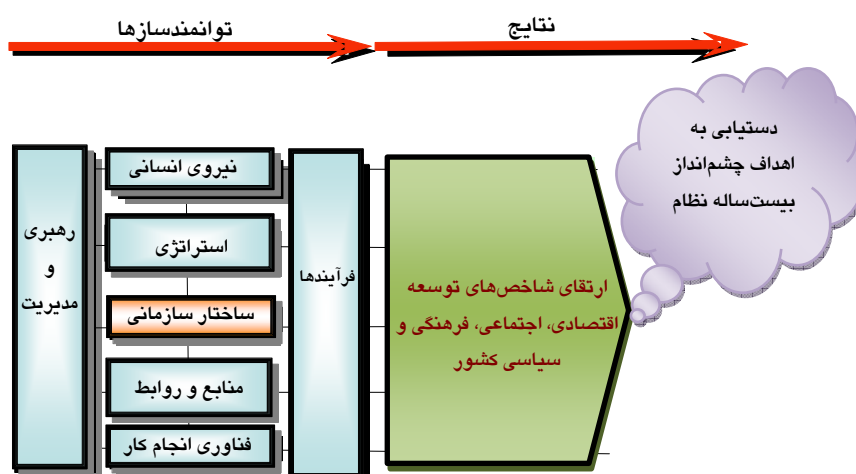 توانمندسازها
نتایج
دستیابی به
اهداف چشم‌انداز
بیست‌ساله نظام
رهبری
و
مدیریت
نیروی انسانی
استراتژی
ساختار سازمانی
منابع و روابط
فناوری انجام کار
فرآیندها
ارتقای شاخص‌های توسعه
اقتصادی، اجتماعی، فرهنگی و
سیاسی کشور